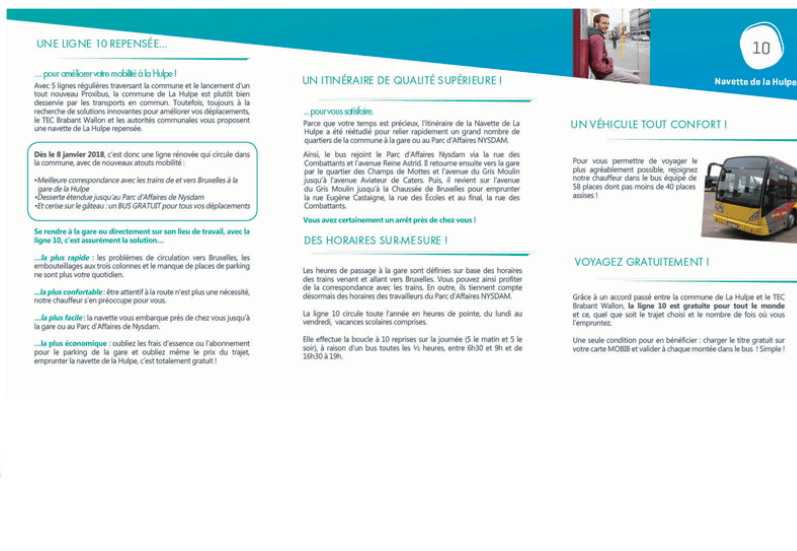 UNE LIGNE 10 REPENSÉE...
... pour améliorer votre mobilité à la Hulpe !
Avec 5 lignes régulières traversant la commune et le lancement d'un
tout nouveau Proxibus, la commune de La Hulpe est plutôt bien
desservie par les transports en commun. Toutefois, toujours à la
recherche de solutions innovantes pour améliorer vos déplacements,
le TEC Brabant Wallon et les autorités communales vous proposent
une navette de La Hulpe repensée.
Dès le 8 janvier 2018, c'est donc une ligne rénovée qui circule dans
la commune, avec de nouveaux atouts mobilité :
•Meilleure correspondance avec les trains de et vers Bruxelles à la
gare de la Hulpe
•Desserte étendue jusqu'au Parc d'Affaires de Nysdam
•Et cerise sur le gâteau : un BUS GRATUIT pour tous vos déplacements
Se rendre à la gare ou directement sur son lieu de travail, avec la
ligne 10, c'est assurément la solution...
...la plus rapide : les problèmes de circulation vers Bruxelles, les
embouteillages aux trois colonnes et le manque de places de parking
ne sont plus votre quotidien.
...la plus confortable : être attentif à la route n'est plus une nécessité,
notre chauffeur s'en préoccupe pour vous.
...la plus facile : la navette vous embarque près de chez vous jusqu'à
la gare ou au Parc d'Affaires de Nysdam.
...la plus économique : oubliez les frais d'essence ou l'abonnement
pour le parking de la gare et oubliez même le prix du trajet,
emprunter la navette de l'Hulpe, c'est totalement gratuit !
UN ITINÉRAIRE DE QUALITÉ SUPÉRIEURE !
... pour vous satisfaire.
Parce que votre temps est précieux, l'itinéraire de la Navette de La
Hulpe a été réétudié pour relier rapidement un grand nombre de
quartiers de la commune à la gare ou au Parc d'Affaires NYSDAM.
Ainsi, le bus rejoint le Parc d'Affaires Nysdam via la rue des
Combattants et l'avenue Reine Astrid. Il retourne ensuite vers la gare
par le quartier des Champs de Mottes et l'avenue du Gris Moulin
jusqu'à l'avenue Aviateur de Caters. Puis, il revient sur l'avenue
du Gris Moulin jusqu'à la Chaussée de Bruxelles pour emprunter
la rue Eugène Castaigne, la rue des Écoles et au final, la rue des
Combattants.
Vous avez certainement un arrêt près de chez vous !
DES HORAIRES SUR-MESURE !
Les heures de passage à la gare sont définies sur base des horaires
des trains venant et allant vers Bruxelles. Vous pouvez ainsi profiter
de la correspondance avec les trains. En outre, ils tiennent compte
désormais des horaires des travailleurs du Parc d'Affaires NYSDAM.
La ligne 10 circule toute l'année en heures de pointe, du lundi au
vendredi, vacances scolaires comprises.
Elle effectue la boucle à 10 reprises sur la journée (5 le matin et 5 le
soir), à raison d'un bus toutes les ½ heures, entre 6h30 et 9h et de
16h30 à 19h.
10
Navette de la Hulpe
UN VÉHICULE TOUT CONFORT !
Pour vous permettre de voyager le
plus agréablement possible, rejoignez
notre chauffeur dans le bus équipé de
58 places dont pas moins de 40 places
assises !
VOYAGEZ GRATUITEMENT !
Grâce à un accord passé entre la commune de La Hulpe et le TEC
Brabant Wallon, la ligne 10 est gratuite pour tout le monde
et ce, quel que soit le trajet choisi et le nombre de fois où vous
l'empruntez.
Une seule condition pour en bénéficier : charger le titre gratuit sur
votre carte MOBIB et valider à chaque montée dans le bus ! Simple !